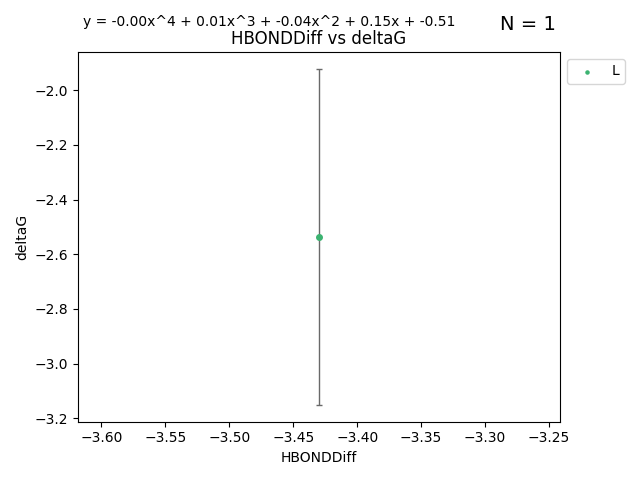 y = -0.00x^4 + 0.01x^3 + -0.04x^2 + 0.15x + -0.51
N = 1
HBONDDiff vs deltaG
L
deltaG
−2.0
−2.2
−2.4
−2.6
−2.8
−3.0
−3.2
−3.60 −3.55 −3.50 −3.45 −3.40 −3.35 −3.30 −3.25
HBONDDiff